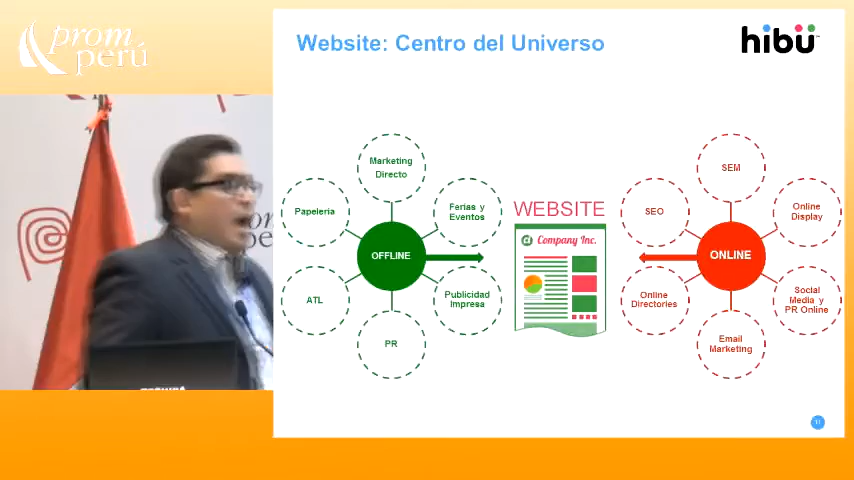 prom
perú
Website: Centro del Universo
hibü
Marketing
Directo
Papelería
Ferias y
Eventos
OFFLINE
ATL
Publicidad
Impresa
PR
WEBSITE
Company Inc.
SEM
SEO
Online
Display
ONLINE
Online
Directories
Social
Media y
PR Online
Email
Marketing
11